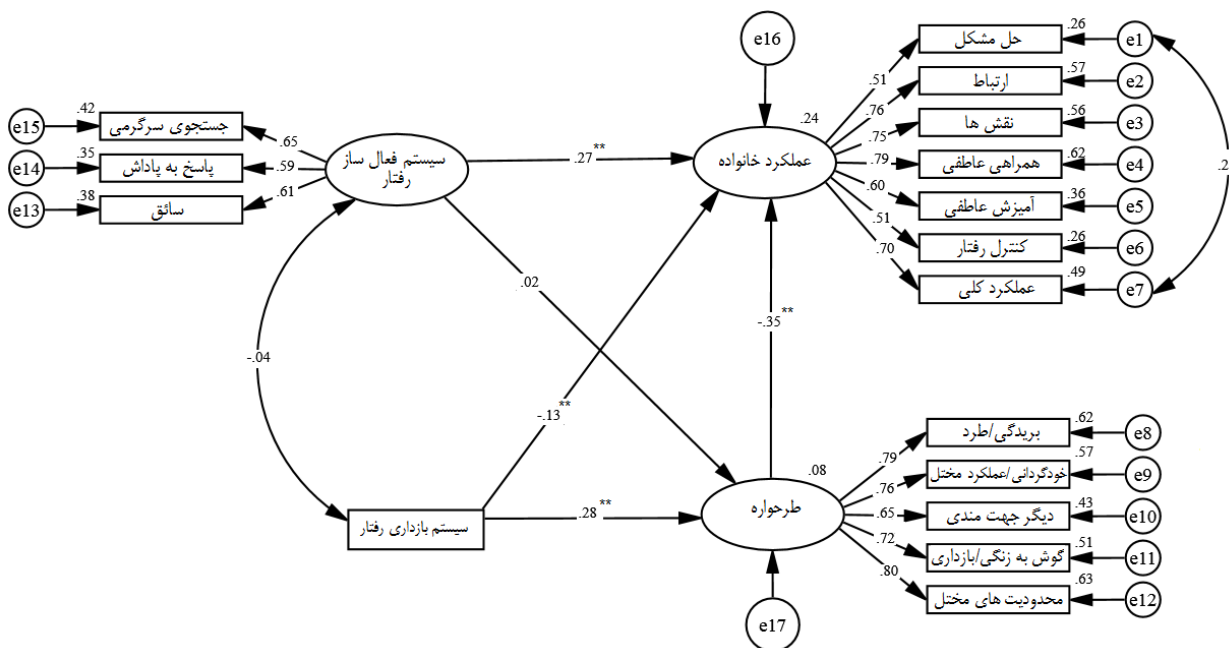 e16
.26
حل مشکل
e1
.51
.57
ارتباط
e2
.76
.56
نقش ها
e3
.75
.24
عملکرد خانواده
.62
همراهی عاطفی
e4
.79
.36
آمیزش عاطفی
e5
.60
.26
کنترل رفتار
e6
.51
.49
عملکرد کلی
e7
.70
.2
.42
جستجوی سرگرمی
e15
.65
.35
پاسخ به پاداش
e14
.59
.38
سائق
e13
.61
سیستم فعال ساز
رفتار
.27**
.02
-.04
-.13**
-.35**
سیستم بازداری رفتار
.28**
.08
طرحواره
e17
.62
بریدگی/طرد
e8
.79
.57
خودگردانی/عملکرد مختل
e9
.76
.43
دیگر جهت مندی
e10
.65
.51
گوش به زنگی/بازداری
e11
.72
.63
محدودیت های مختل
e12
.80